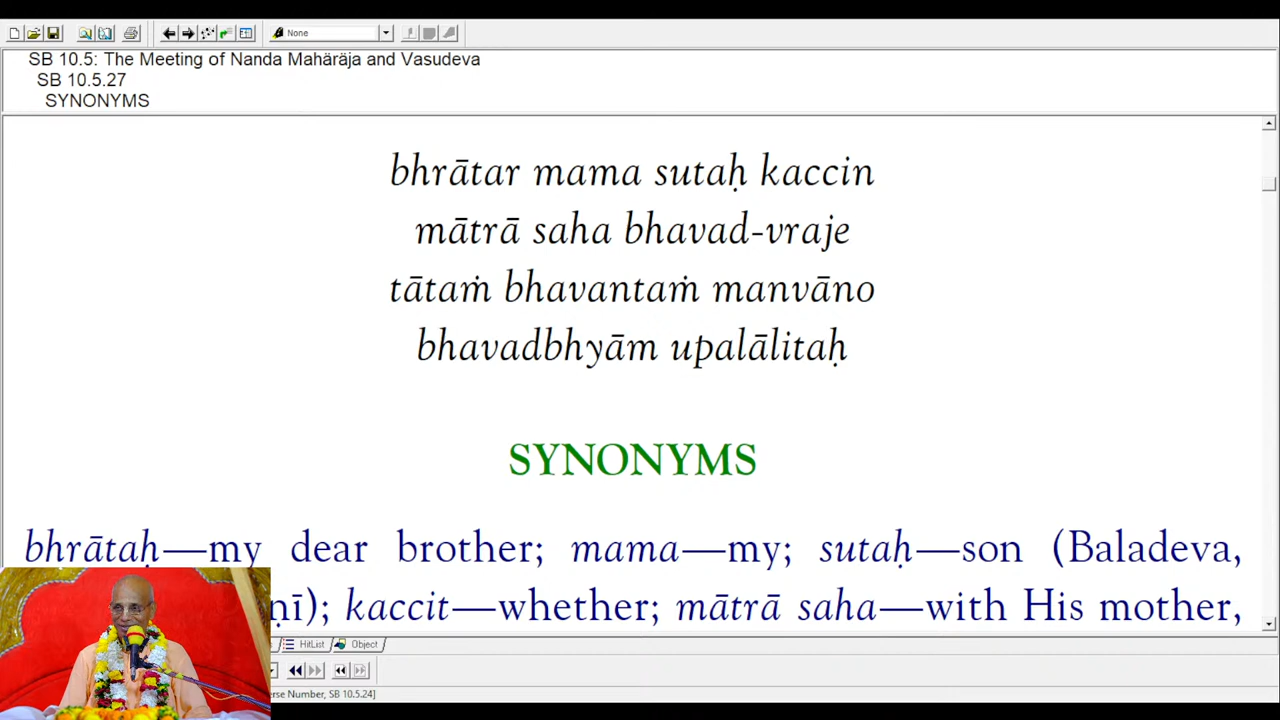 None
SB 10.5: The Meeting of Nanda Mahäräja and Vasudeva
SB 10.5.27
SYNONYMS
bhrātar mama sutaḥ kaccin
mātrā saha bhavad-vraje
tātaṁ bhavantaṁ manvāno
bhavadbhyām upalālitaḥ
SYNONYMS
bhrātaḥ—my dear brother; mama—my; sutaḥ—son (Baladeva,
ṇī); kaccit—whether; mātrā saha—with His mother,
HitList Object
erse Number, SB 10.5.24]